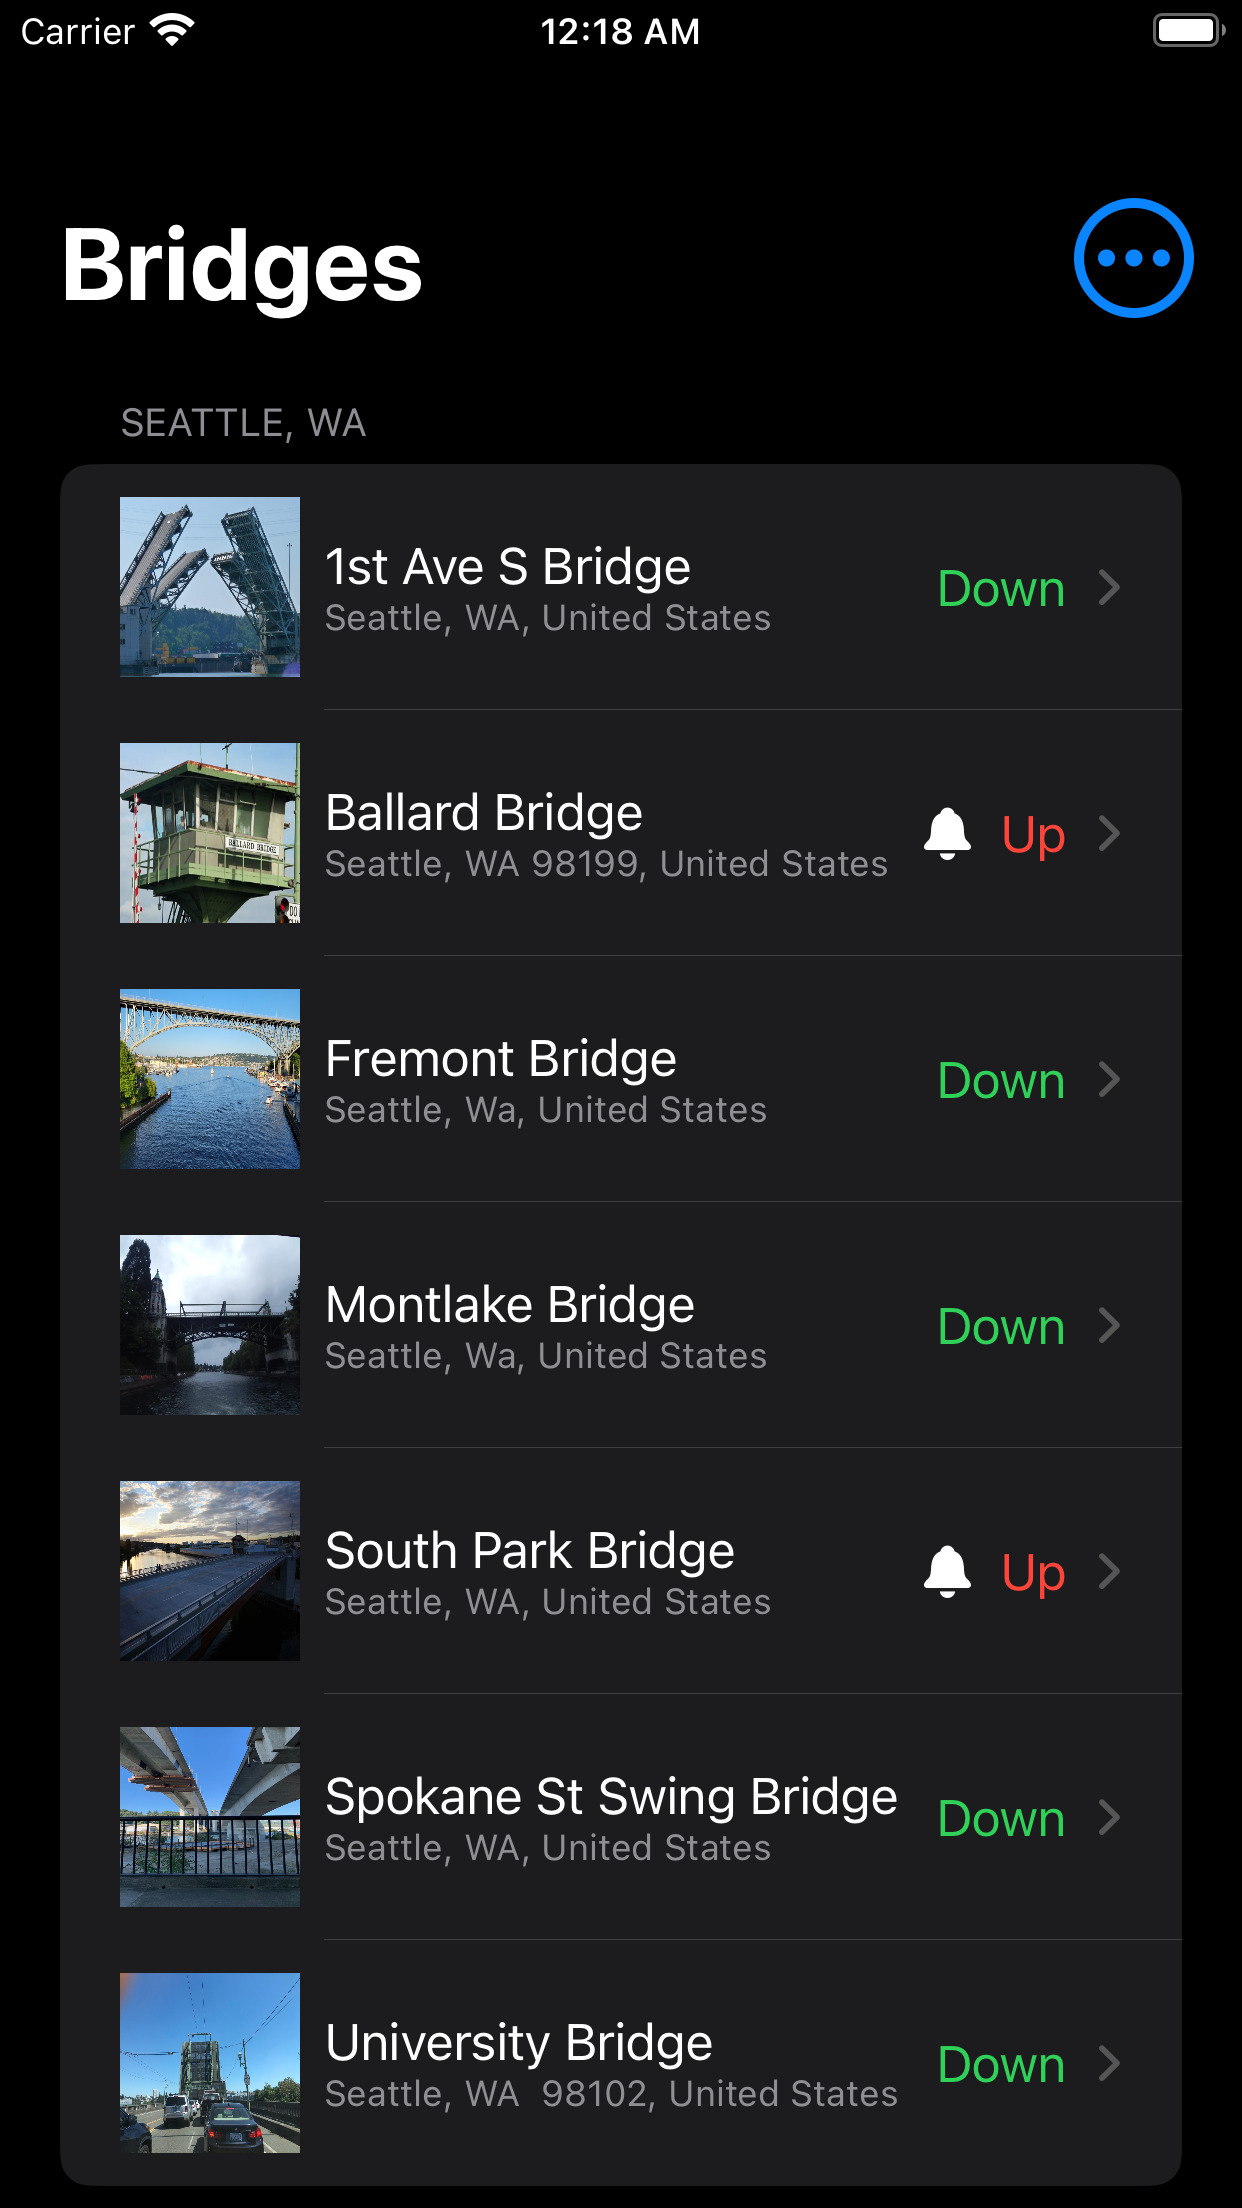 Carrier 12:18 AM
Bridges
SEATTLE, WA
1st Ave S Bridge
Seattle, WA, United States
Down
BALLARD BRIDGE
Ballard Bridge
Seattle, WA 98199, United States
Up
Fremont Bridge
Seattle, Wa, United States
Down
Montlake Bridge
Seattle, Wa, United States
Down
South Park Bridge
Seattle, WA, United States
Up
Spokane St Swing Bridge
Seattle, WA, United States
Down
University Bridge
Seattle, WA  98102, United States
Down